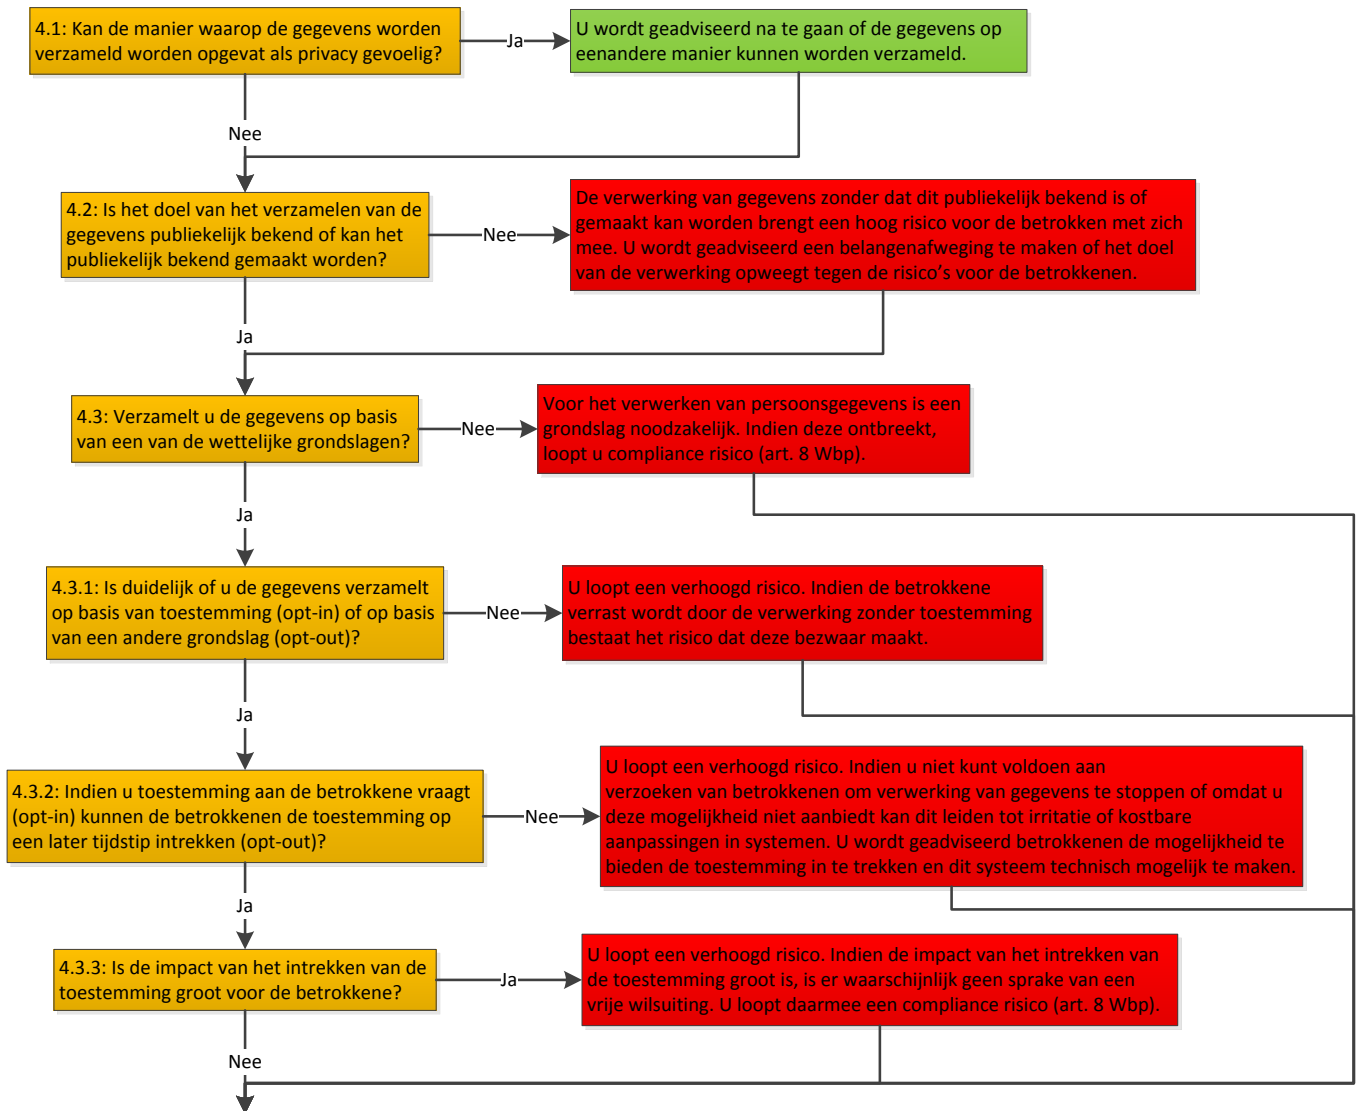 4.1: Kan de manier waarop de gegevens worden
verzameld worden opgevat als privacy gevoelig?
Ja
U wordt geadviseerd na te gaan of de gegevens op
eenandere manier kunnen worden verzameld.
Nee
4.2: Is het doel van het verzamelen van de
gegevens publiekelijk bekend of kan het
publiekelijk bekend gemaakt worden?
Nee
De verwerking van gegevens zonder dat dit publiekelijk bekend is of
gemaakt kan worden brengt een hoog risico voor de betrokken met zich
mee. U wordt geadviseerd een belangenafweging te maken of het doel
van de verwerking opweegt tegen de risico’s voor de betrokkenen.
Ja
4.3: Verzamelt u de gegevens op basis
van een van de wettelijke grondslagen?
Nee
Voor het verwerken van persoonsgegevens is een
grondslag noodzakelijk. Indien deze ontbreekt,
loopt u compliance risico (art. 8 Wbp).
Ja
4.3.1: Is duidelijk of u de gegevens verzamelt
op basis van toestemming (opt-in) of op basis
van een andere grondslag (opt-out)?
Nee
U loopt een verhoogd risico. Indien de betrokkene
verrast wordt door de verwerking zonder toestemming
bestaat het risico dat deze bezwaar maakt.
Ja
4.3.2: Indien u toestemming aan de betrokkene vraagt
(opt-in) kunnen de betrokkenen de toestemming op
een later tijdstip intrekken (opt-out)?
Nee
U loopt een verhoogd risico. Indien u niet kunt voldoen aan
verzoeken van betrokkenen om verwerking van gegevens te stoppen of omdat u
deze mogelijkheid niet aanbiedt kan dit leiden tot irritatie of kostbare
aanpassingen in systemen. U wordt geadviseerd betrokkenen de mogelijkheid te
bieden de toestemming in te trekken en dit systeem technisch mogelijk te maken.
Ja
4.3.3: Is de impact van het intrekken van de
toestemming groot voor de betrokkene?
Ja
U loopt een verhoogd risico. Indien de impact van het intrekken van
de toestemming groot is, is er waarschijnlijk geen sprake van een
vrije wilsuiting. U loopt daarmee een compliance risico (art. 8 Wbp).
Nee